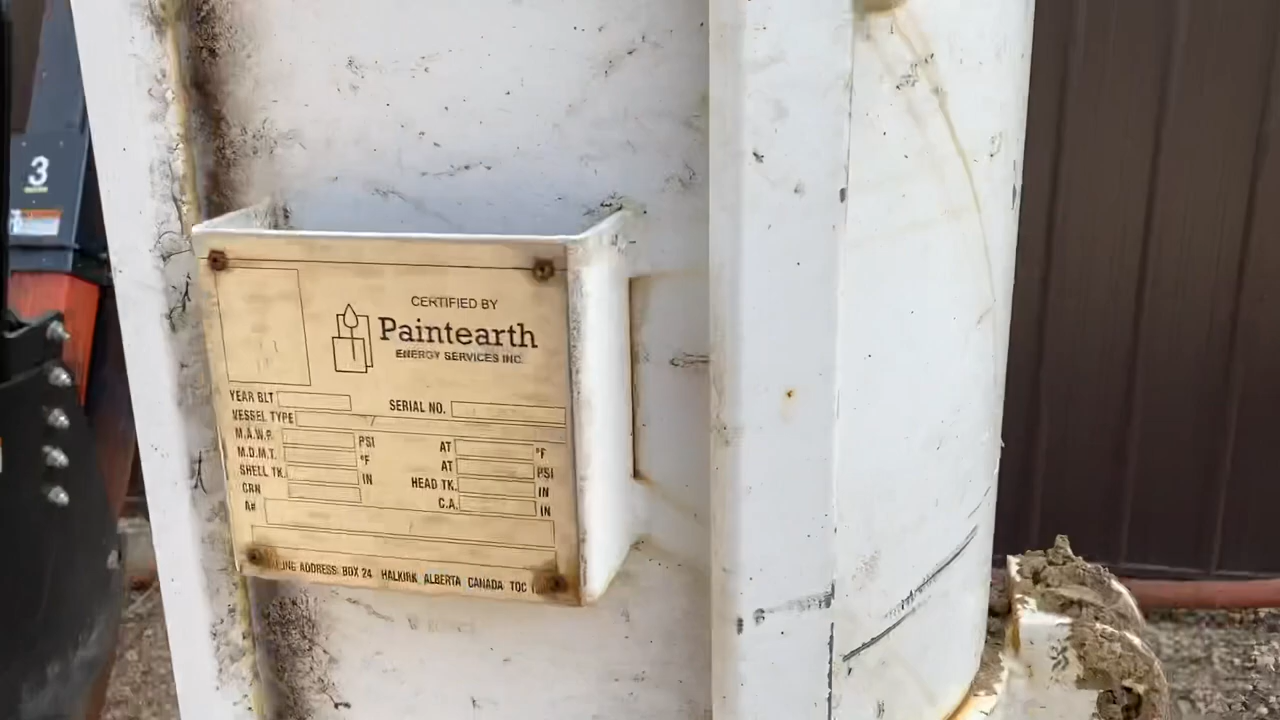 3
CERTIFIED BY
Paintearth
ENERGY SERVICES INC.
YEAR BLT
SERIAL NO.
VESSEL TYPE
M.A.W.P. PSI AT °F
M.D.M.T. °F AT PSI
SHELL TK. IN HEAD TK. IN
CRN C.A. IN
A#
ADDRESS BOX 24 HALKIRK ALBERTA CANADA TOC